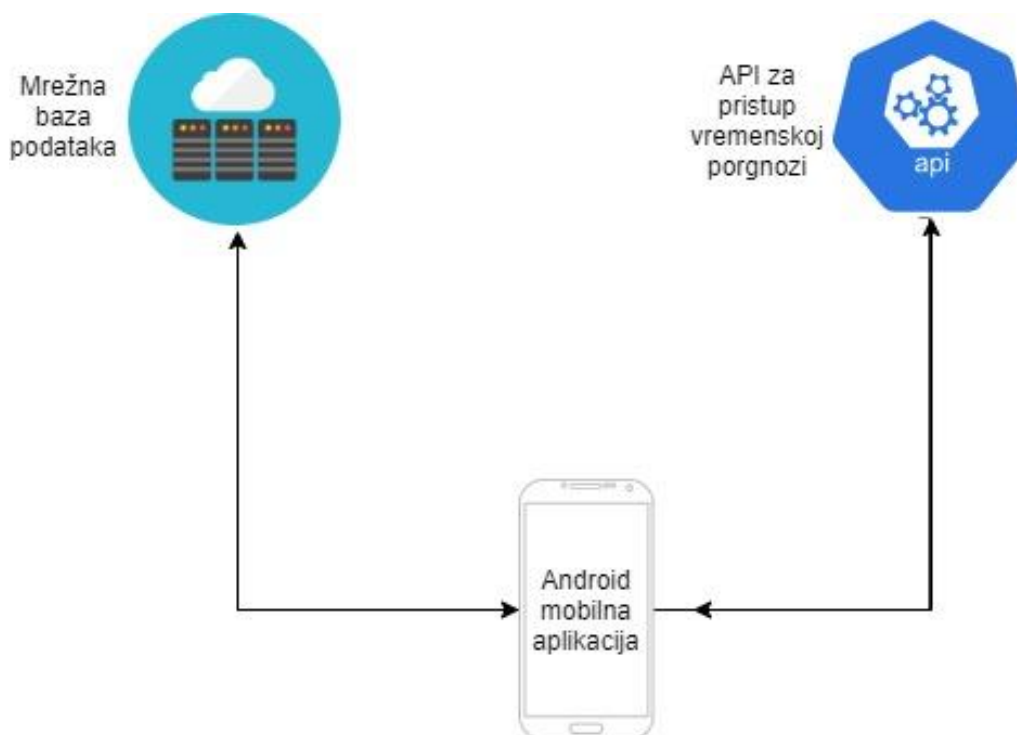 Mrežna
baza
podataka
API za
pristup
vremenskoj
porgnozi
api
Android
mobilna
aplikacija